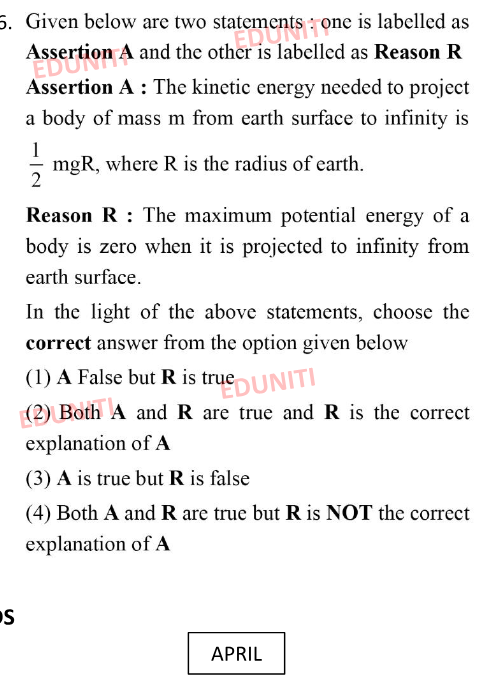 5. Given below are two statements : one is labelled as
Assertion A and the other is labelled as Reason R
Assertion A : The kinetic energy needed to project
a body of mass m from earth surface to infinity is
1/2 mgR, where R is the radius of earth.
Reason R : The maximum potential energy of a
body is zero when it is projected to infinity from
earth surface.
In the light of the above statements, choose the
correct answer from the option given below
(1) A False but R is true
(2) Both A and R are true and R is the correct
explanation of A
(3) A is true but R is false
(4) Both A and R are true but R is NOT the correct
explanation of A
EDUNITI
EDUNITI
EDUNITI
EDUNITI
S
APRIL